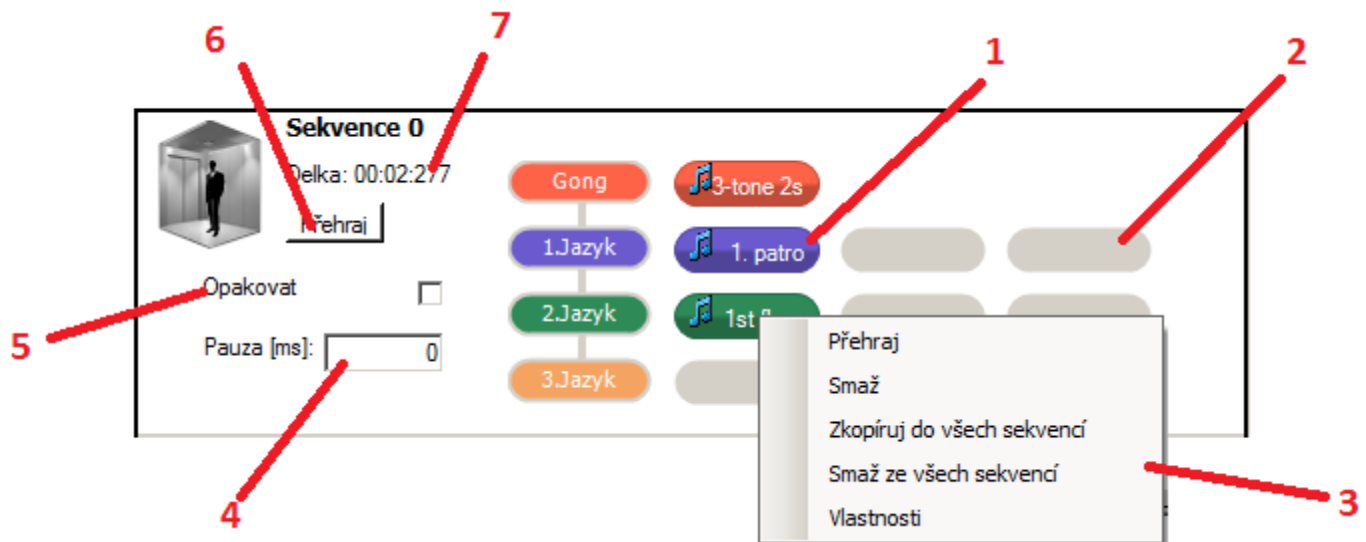 6
7
1
2
Sekvence 0
Delka: 00:02:277
Přehraj
Gong
3-tone 2s
1.Jazyk
1. patro
Opakovat
2.Jazyk
1st
5
Pauza [ms]:
0
3.Jazyk
Přehraj
Smaž
Zkopíruj do všech sekvencí
Smaž ze všech sekvencí
3
4
Vlastnosti